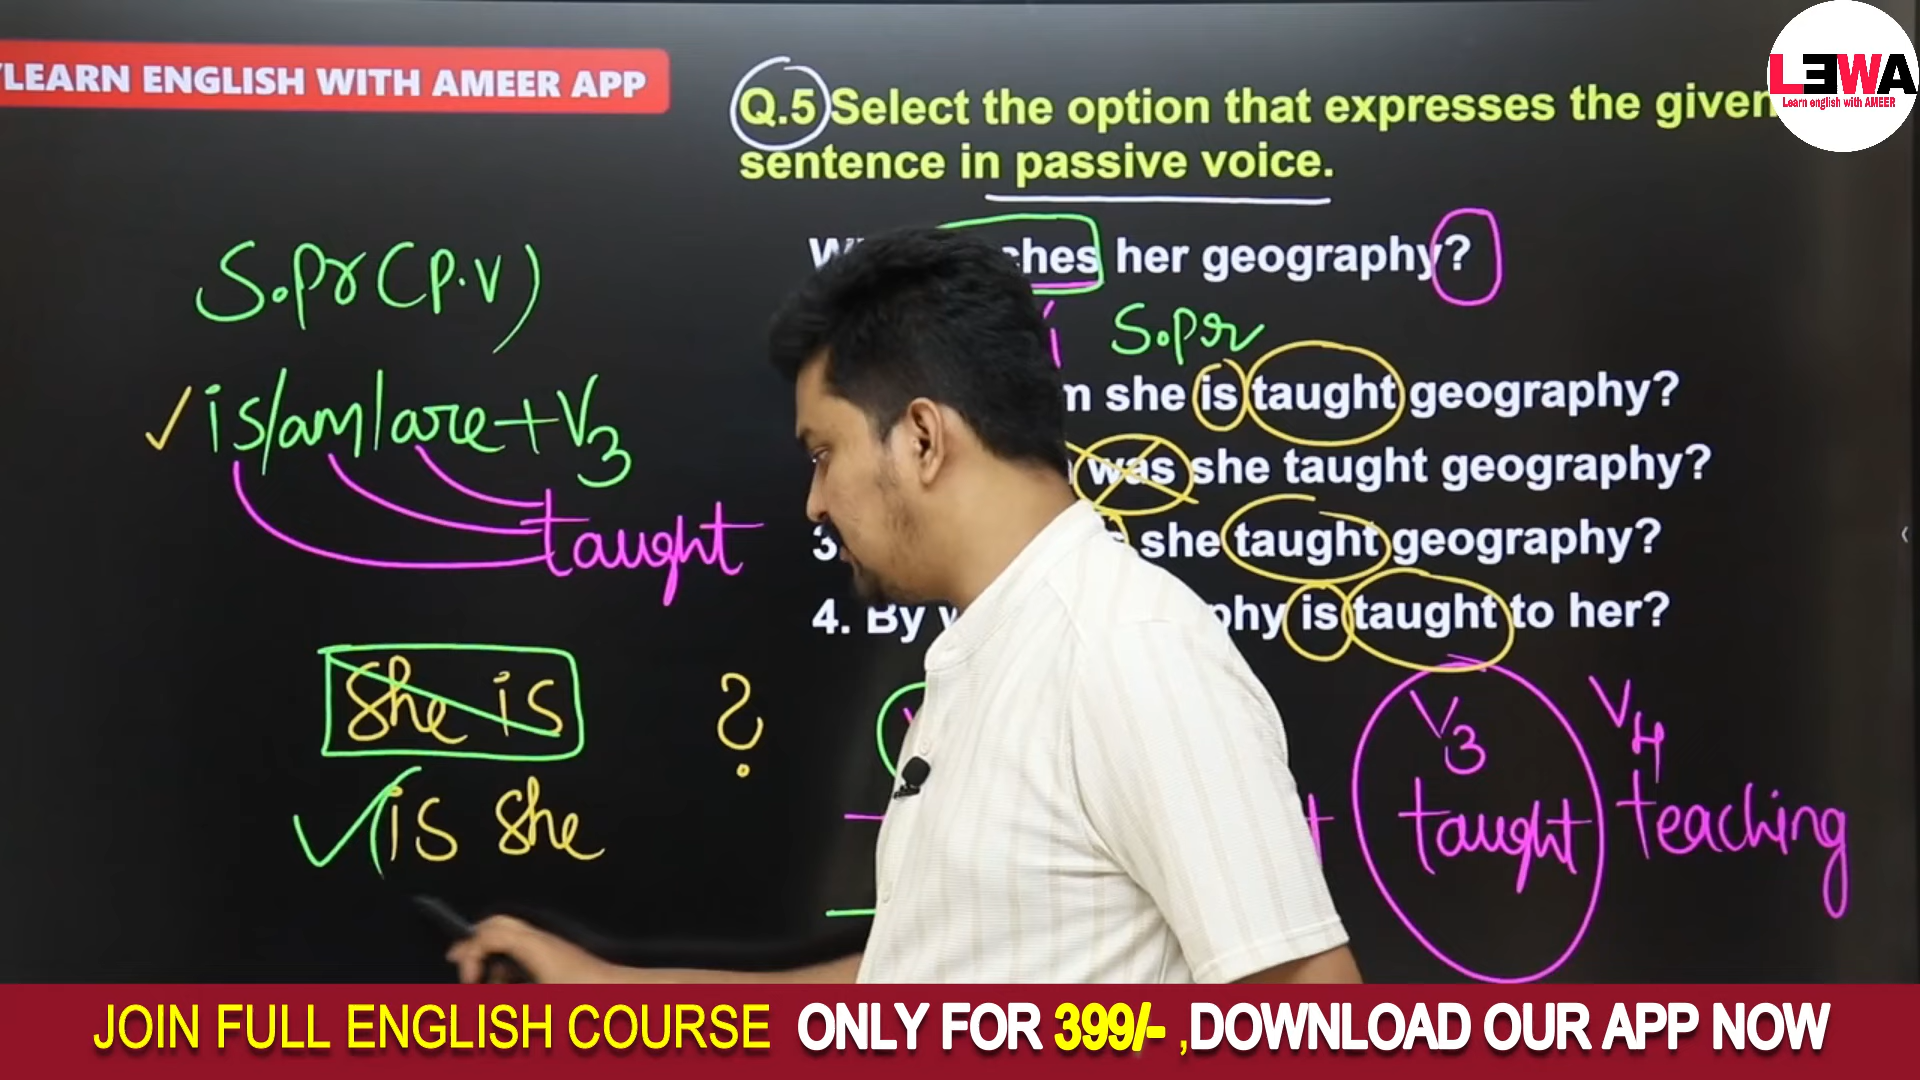 LEARN ENGLISH WITH AMEER APP
LEWA
Learn english with AMEER
Q.5 Select the option that expresses the given
sentence in passive voice.
her geography?
S.Pr (P.V)
S.Pr
is/am/are+V3
she is taught geography?
was she taught geography?
taught
3
she taught geography?
4. By
is taught to her?
She is
?
is she
V3
taught
V4
teaching
JOIN FULL ENGLISH COURSE ONLY FOR 399/- ,DOWNLOAD OUR APP NOW